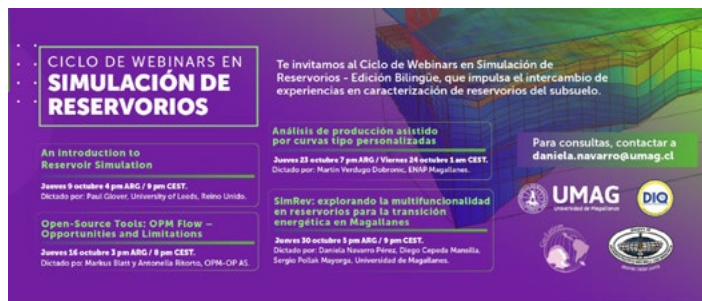 CICLO DE WEBINARS EN
SIMULACIÓN DE
RESERVORIOS
Te invitamos al Ciclo de Webinars en Simulación de
Reservorios - Edición Bilingüe, que impulsa el intercambio de
experiencias en caracterización de reservorios del subsuelo.
An introduction to
Reservoir Simulation
Jueves 9 octubre 4 pm ARG / 9 pm CEST.
Dictado por: Paul Glover, University of Leeds, Reino Unido.
Open-Source Tools: OPM Flow –
Opportunities and Limitations
Jueves 16 octubre 3 pm ARG / 8 pm CEST.
Dictado po: Markus Blatt y Antonella Ritorto, OPM-OP AS.
Análisis de producción asistido
por curvas tipo personalizadas
Jueves 23 octubre 7 pm ARG / Viernes 24 octubre 1 am CEST.
Dictado por: Martín Verdugo Dobronic, ENAP Magallanes.
SimRev: explorando la multifuncionalidad
en reservorios para la transición
energética en Magallanes
Jueves 30 octubre 5 pm ARG / 9 pm CEST.
Dictado por: Daniela Navarro Pérez, Diego Cepeda Mansilla,
Sergio Pollak Mayorga, Universidad de Magallanes.
Para consultas, contactar a
daniela.navarro@umag.cl
UMAG
Universidad de Magallanes
DIQ